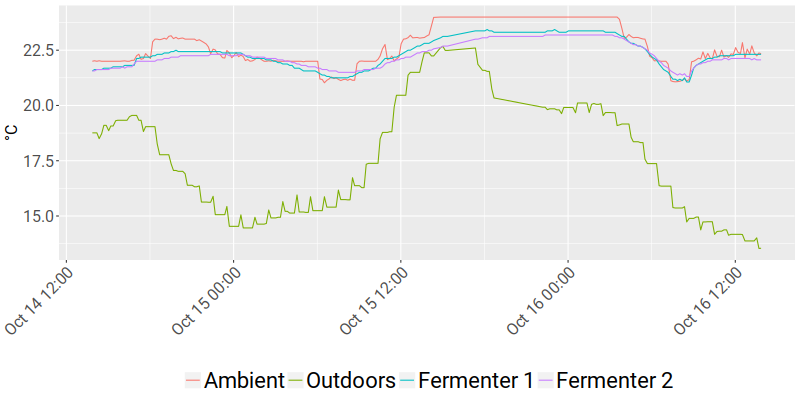 °C
22.5
20.0
17.5
15.0
Oct 14 12:00
Oct 15 00:00
Oct 15 12:00
Oct 16 00:00
Oct 16 12:00
Ambient Outdoors Fermenter 1 Fermenter 2